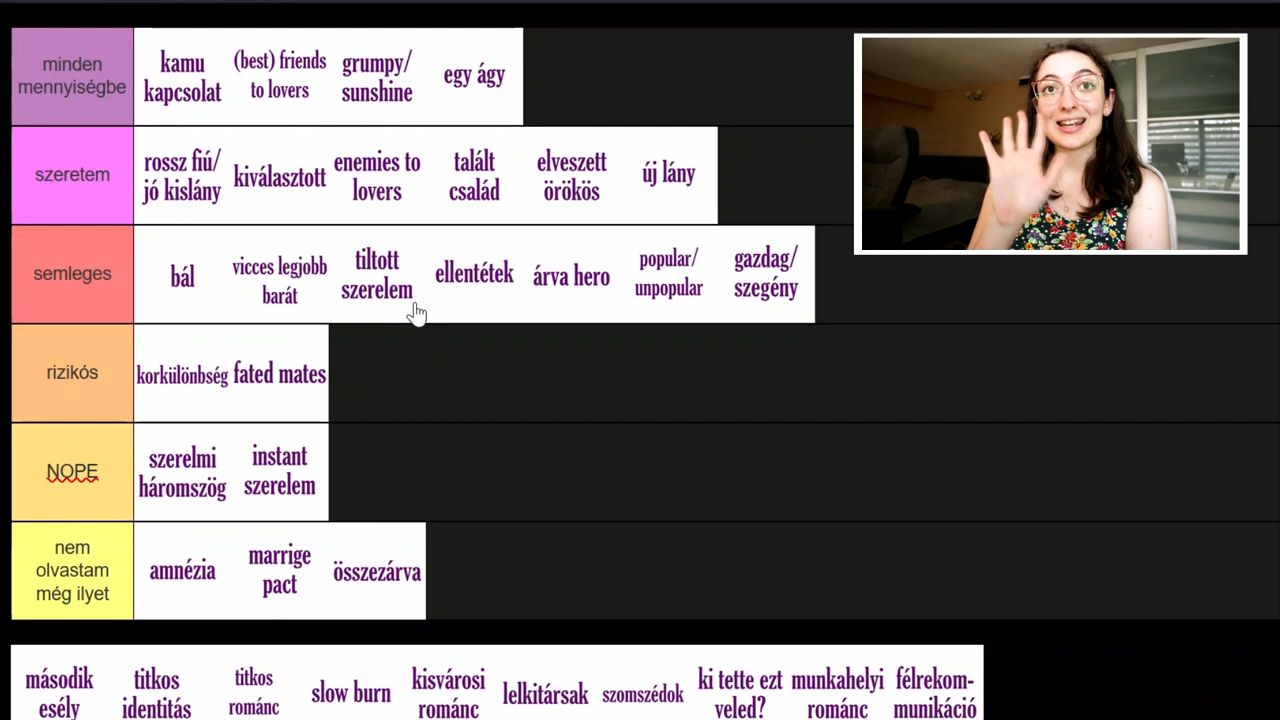 minden
mennyiségbe
kamu
kapcsolat
(best) friends
to lovers
grumpy/
sunshine
egy ágy
szeretem
rossz fiú/
jó kislány
kiválasztott
enemies to
lovers
talált
család
elveszett
örökös
új lány
semleges
bál
vicces legjobb
barát
tiltott
szerelem
ellentétek
árva hero
popular/
unpopular
gazdag/
szegény
rizikós
korkülönbség
fated mates
NOPE
szerelmi
háromszög
instant
szerelem
nem
olvastam
még ilyet
amnézia
marrige
pact
összezárva
második
esély
titkos
identitás
titkos
románc
slow burn
kisvárosi
románc
lelkitársak
szomszédok
ki tette ezt
veled?
munkahelyi
románc
félrekom-
munikáció